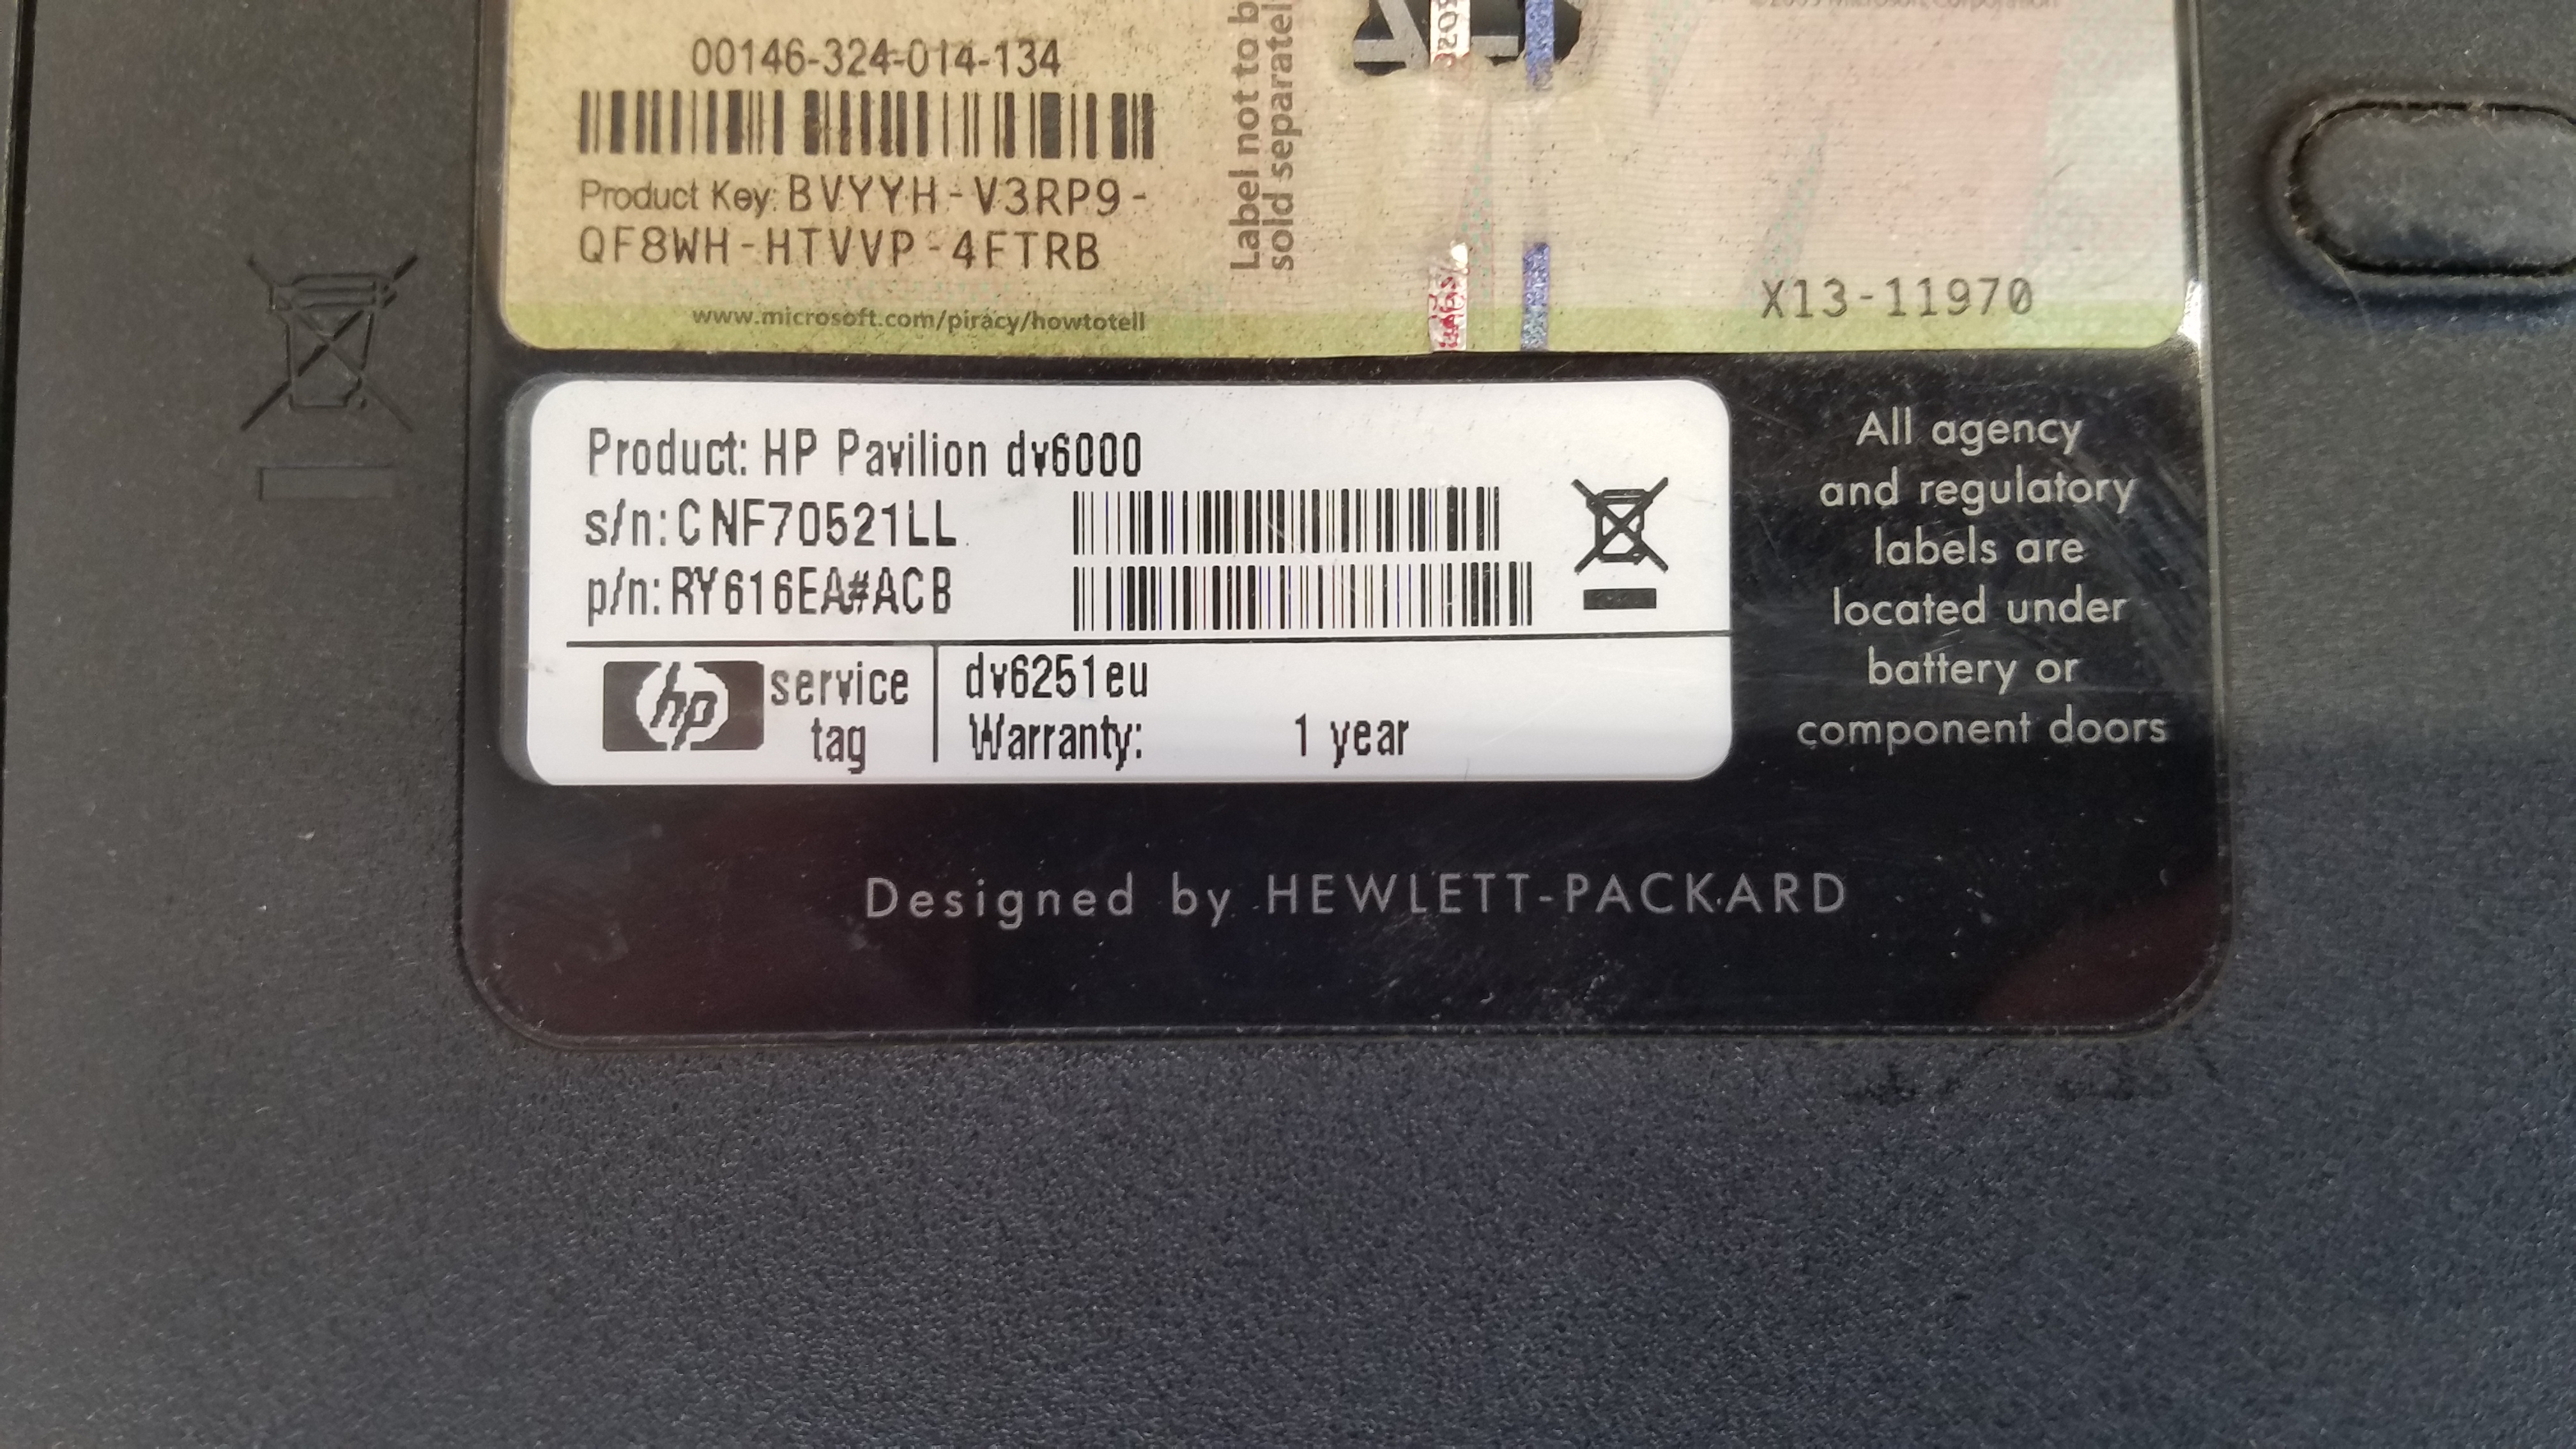 00146-324-014-134
Product Key: BVYYH-V3RP9-
QF8WH-HTVVP-4FTRB
www.microsoft.com/piracy/howtotell
Label not to b
sold separatel
X13-11970
Product: HP Pavilion dv6000
s/n: CNF70521LL
p/n: RY616EA#ACB
hp
service
tag
dv6251eu
Warranty: 1 year
All agency
and regulatory
labels are
located under
battery or
component doors
Designed by HEWLETT-PACKARD